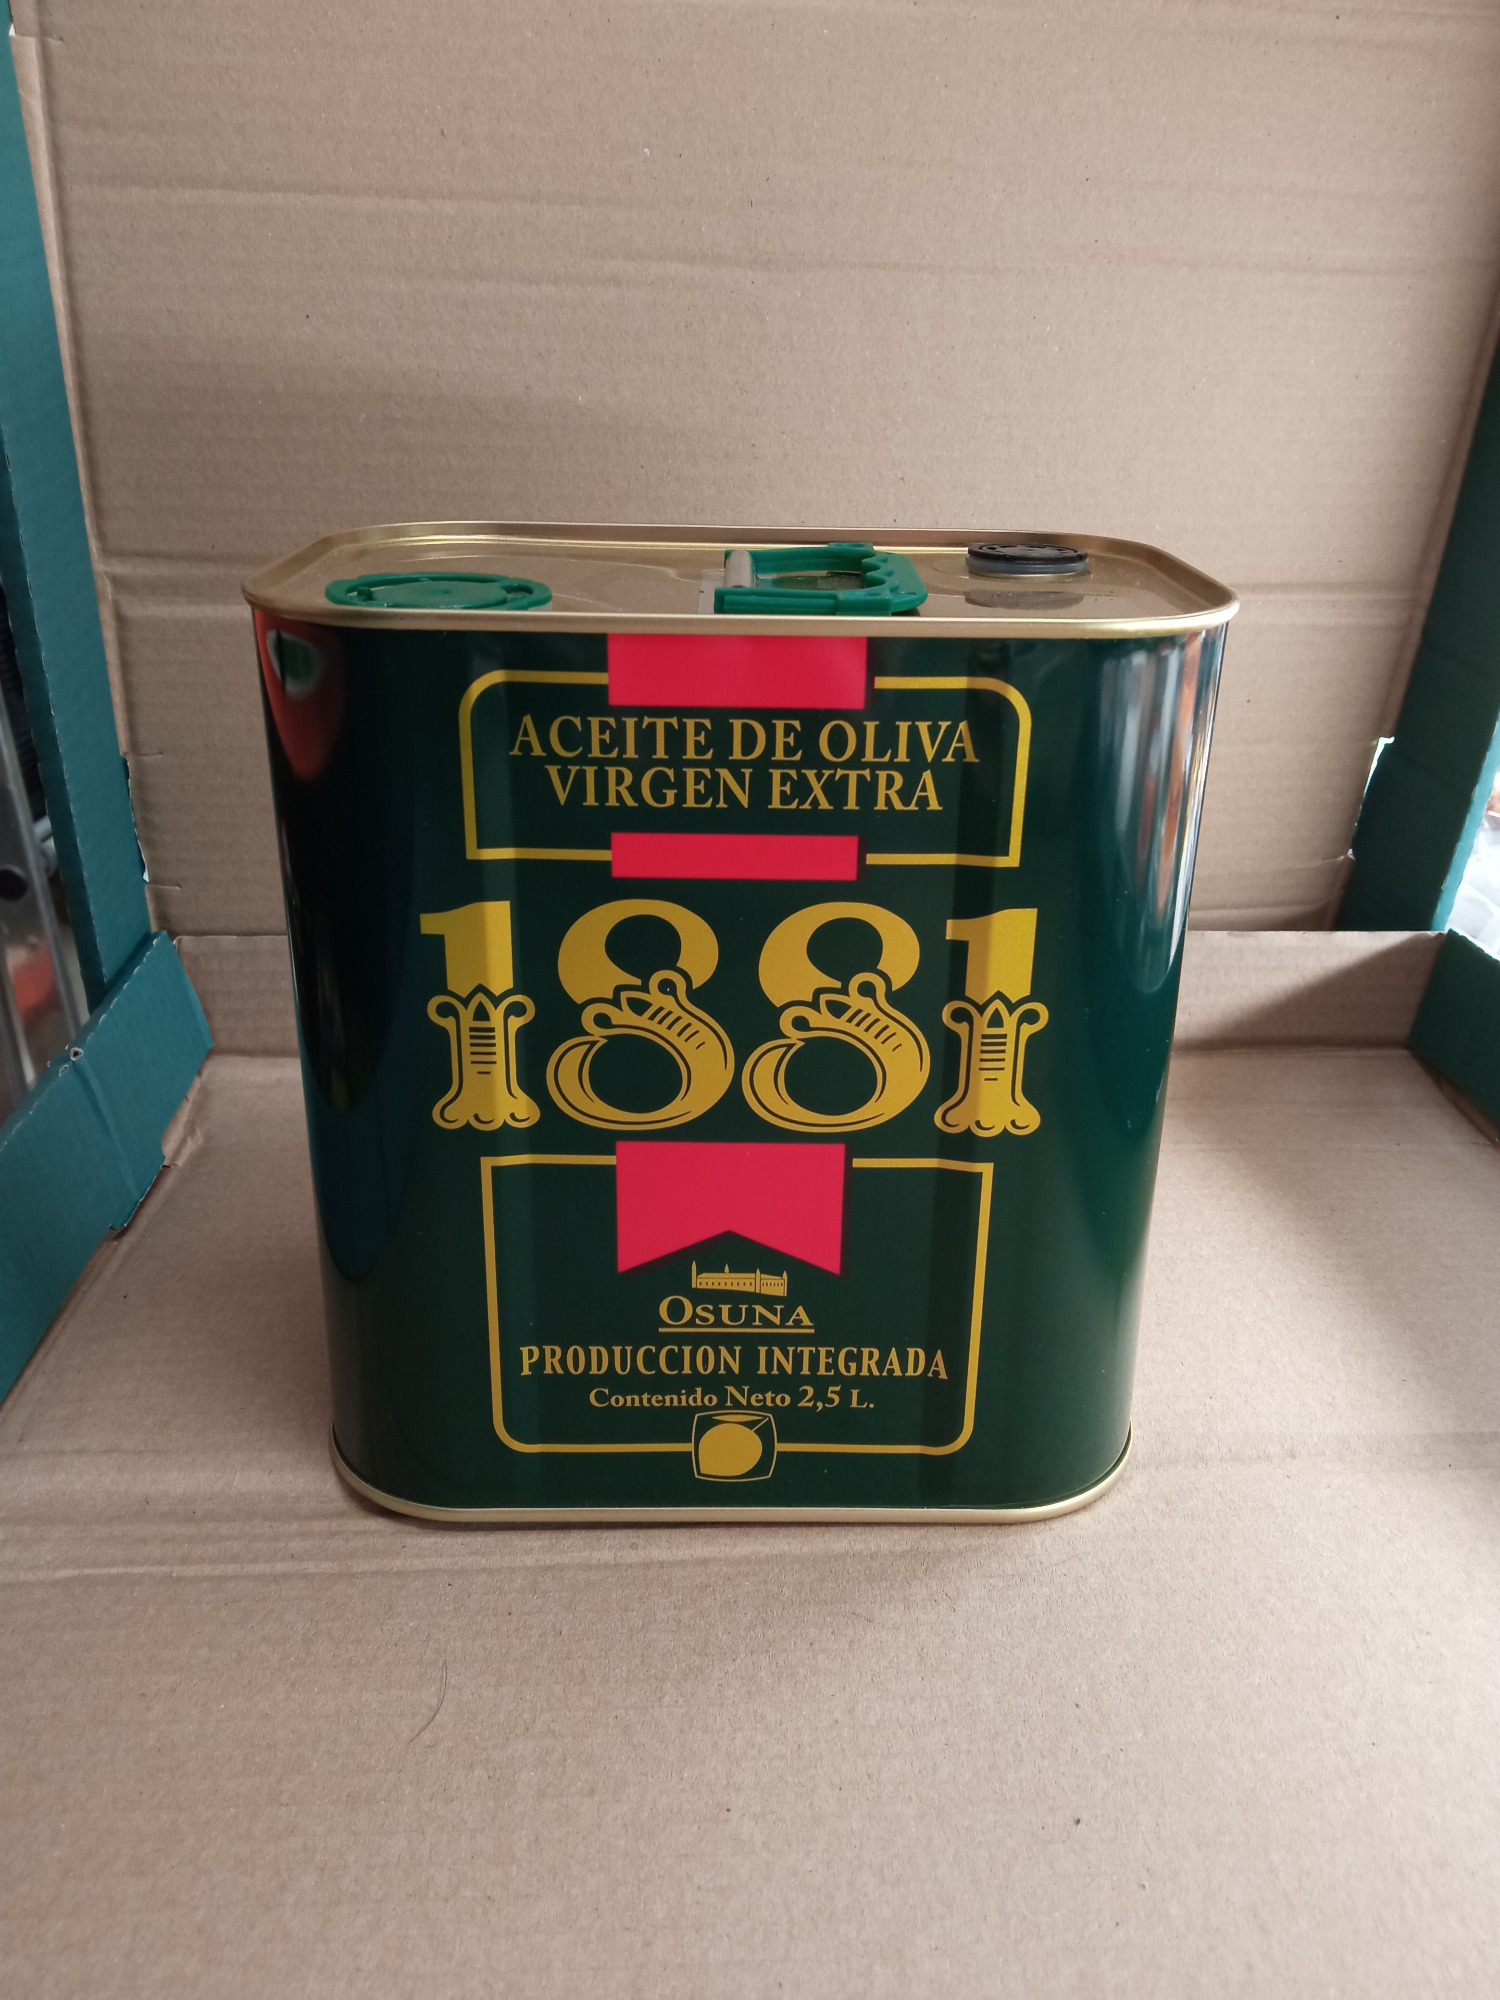 ACEITE DE OLIVA
VIRGEN EXTRA
1881
OSUNA
PRODUCCION INTEGRADA
Contenido Neto 2,5 L.